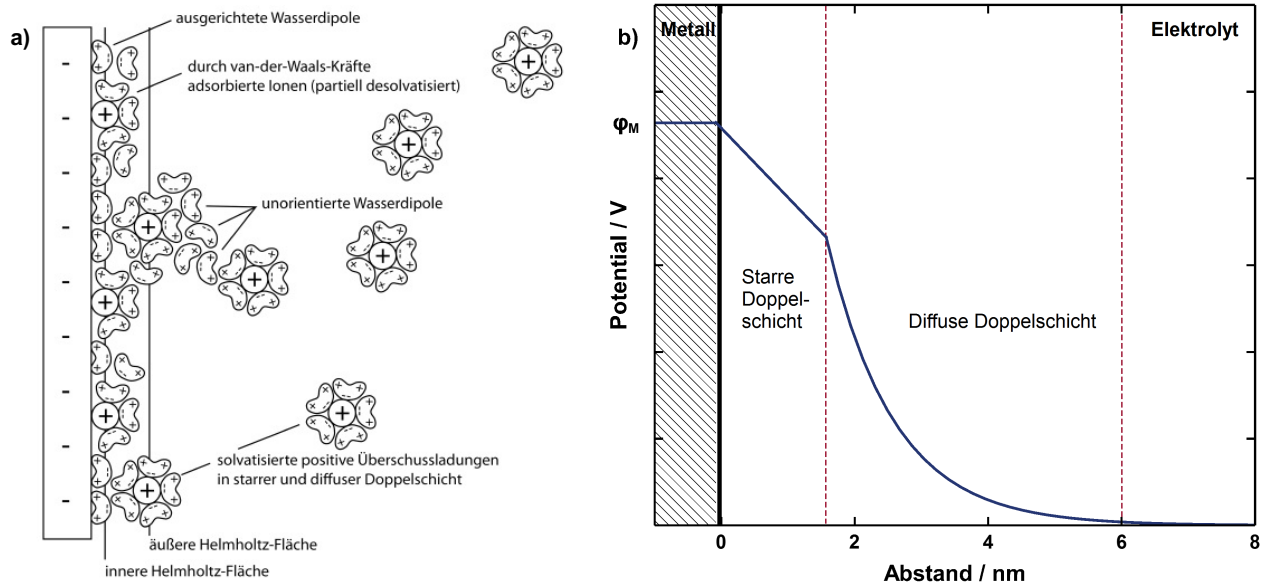 a)
ausgerichtete Wasserdipole
durch van-der-Waals-Kräfte
adsorbierte Ionen (partiell desolvatisiert)
unorientierte Wasserdipole
solvatisierte positive Überschussladungen
in starrer und diffuser Doppelschicht
äußere Helmholtz-Fläche
innere Helmholtz-Fläche
b)
Metall
Elektrolyt
φM
Potential / V
Starre
Doppel-
schicht
Diffuse Doppelschicht
0 2 4 6 8
Abstand / nm